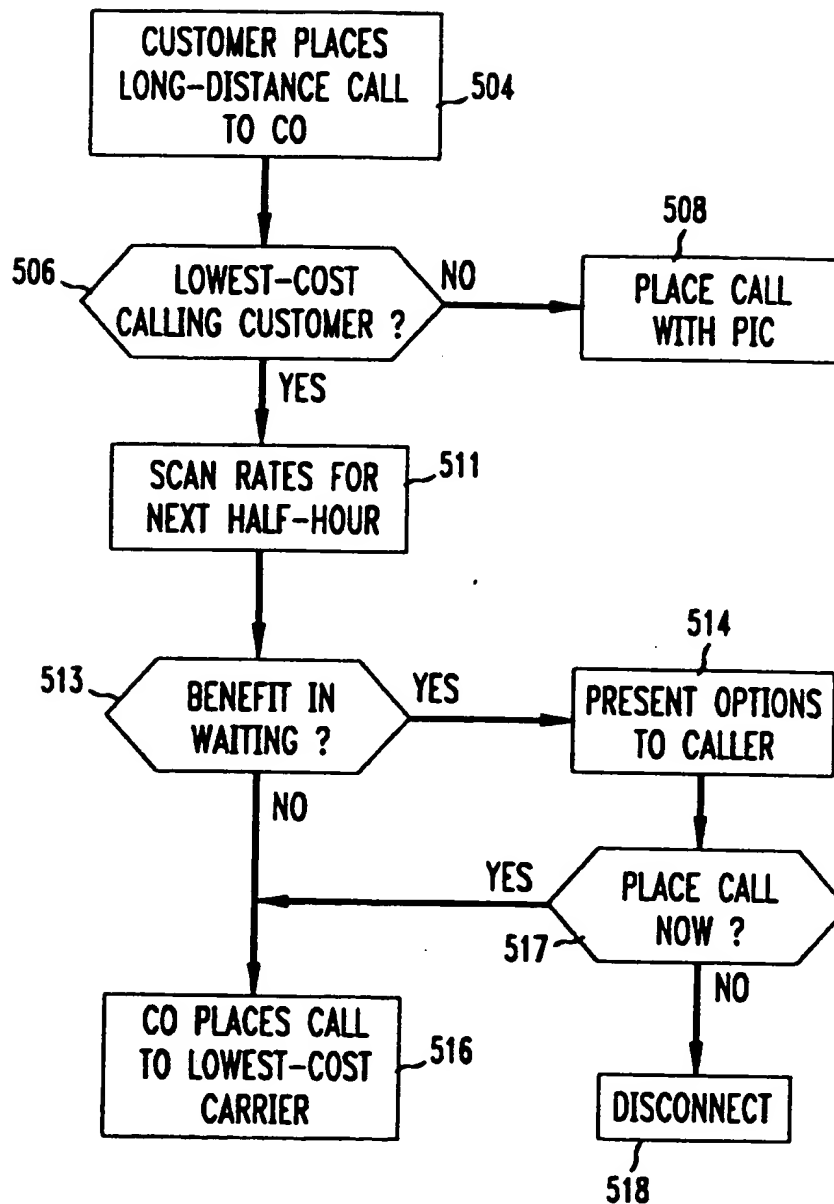 CUSTOMER PLACES
LONG-DISTANCE CALL
TO CO
504
506
LOWEST-COST
CALLING CUSTOMER ?
NO
508
PLACE CALL
WITH PIC
YES
SCAN RATES FOR
NEXT HALF-HOUR
511
513
BENEFIT IN
WAITING ?
YES
514
PRESENT OPTIONS
TO CALLER
NO
YES
PLACE CALL
NOW ?
517
NO
CO PLACES CALL
TO LOWEST-COST
CARRIER
516
DISCONNECT
518